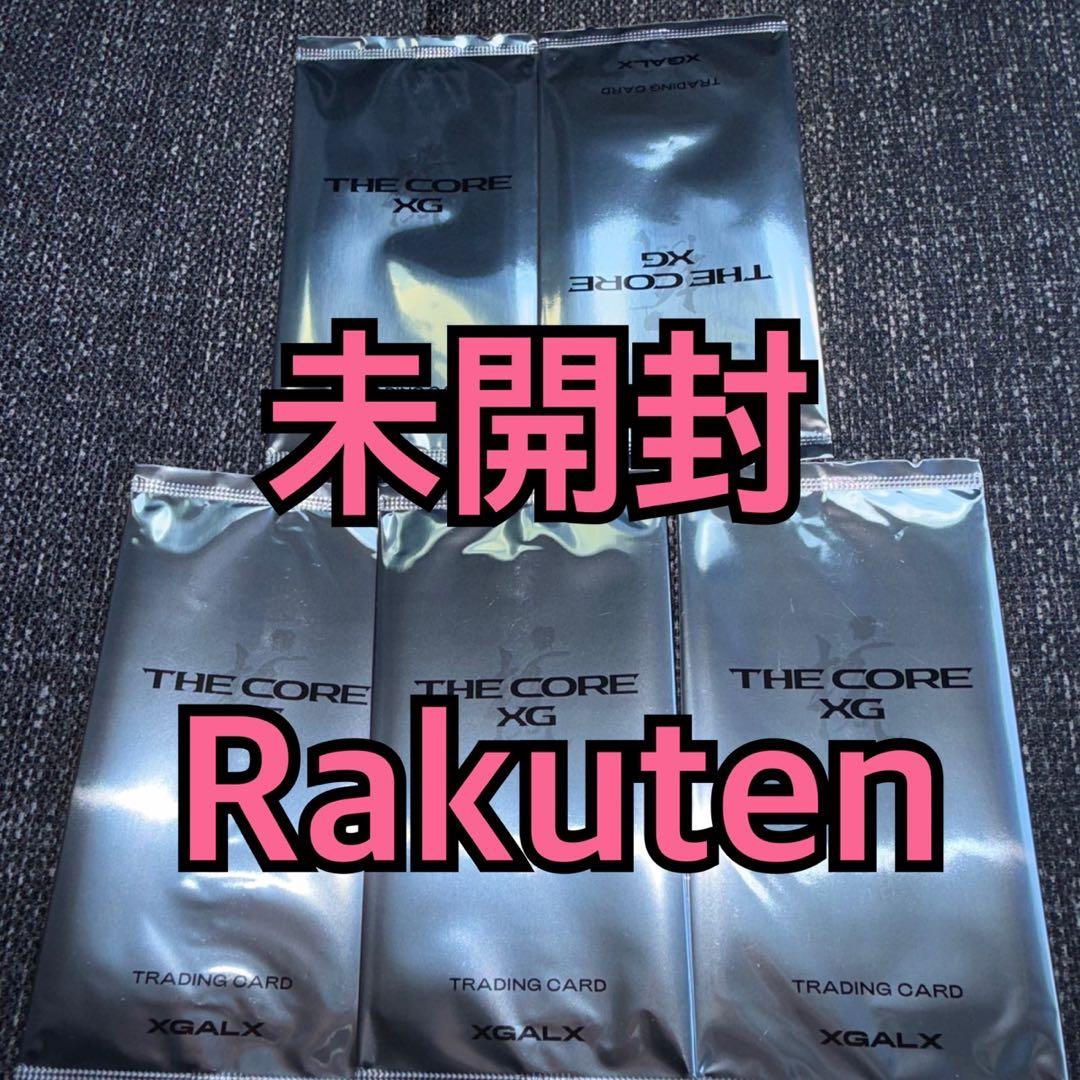 THE CORE
XG
XGALX
TRADING CARD
THE CORE
XG
未開封
THE CORE
THE CORE
XG
THE CORE
XG
Rakuten
TRADING CARD
XGALX
TRADING CARD
XGALX
TRADING CARD
XGALX